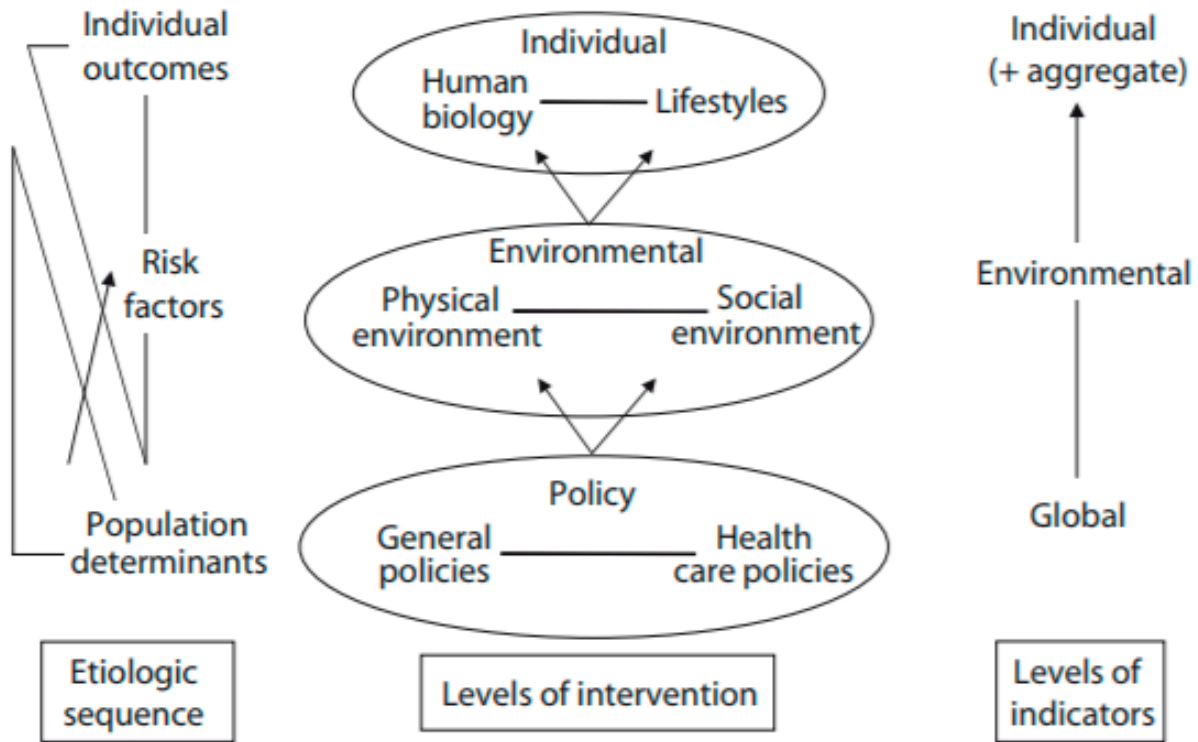 Individual
outcomes
Risk
factors
Population
determinants
Etiologic
sequence
Individual
Human
biology
Lifestyles
Environmental
Physical
environment
Social
environment
Policy
General
policies
Health
care policies
Levels of intervention
Individual
(+ aggregate)
Environmental
Global
Levels of
indicators